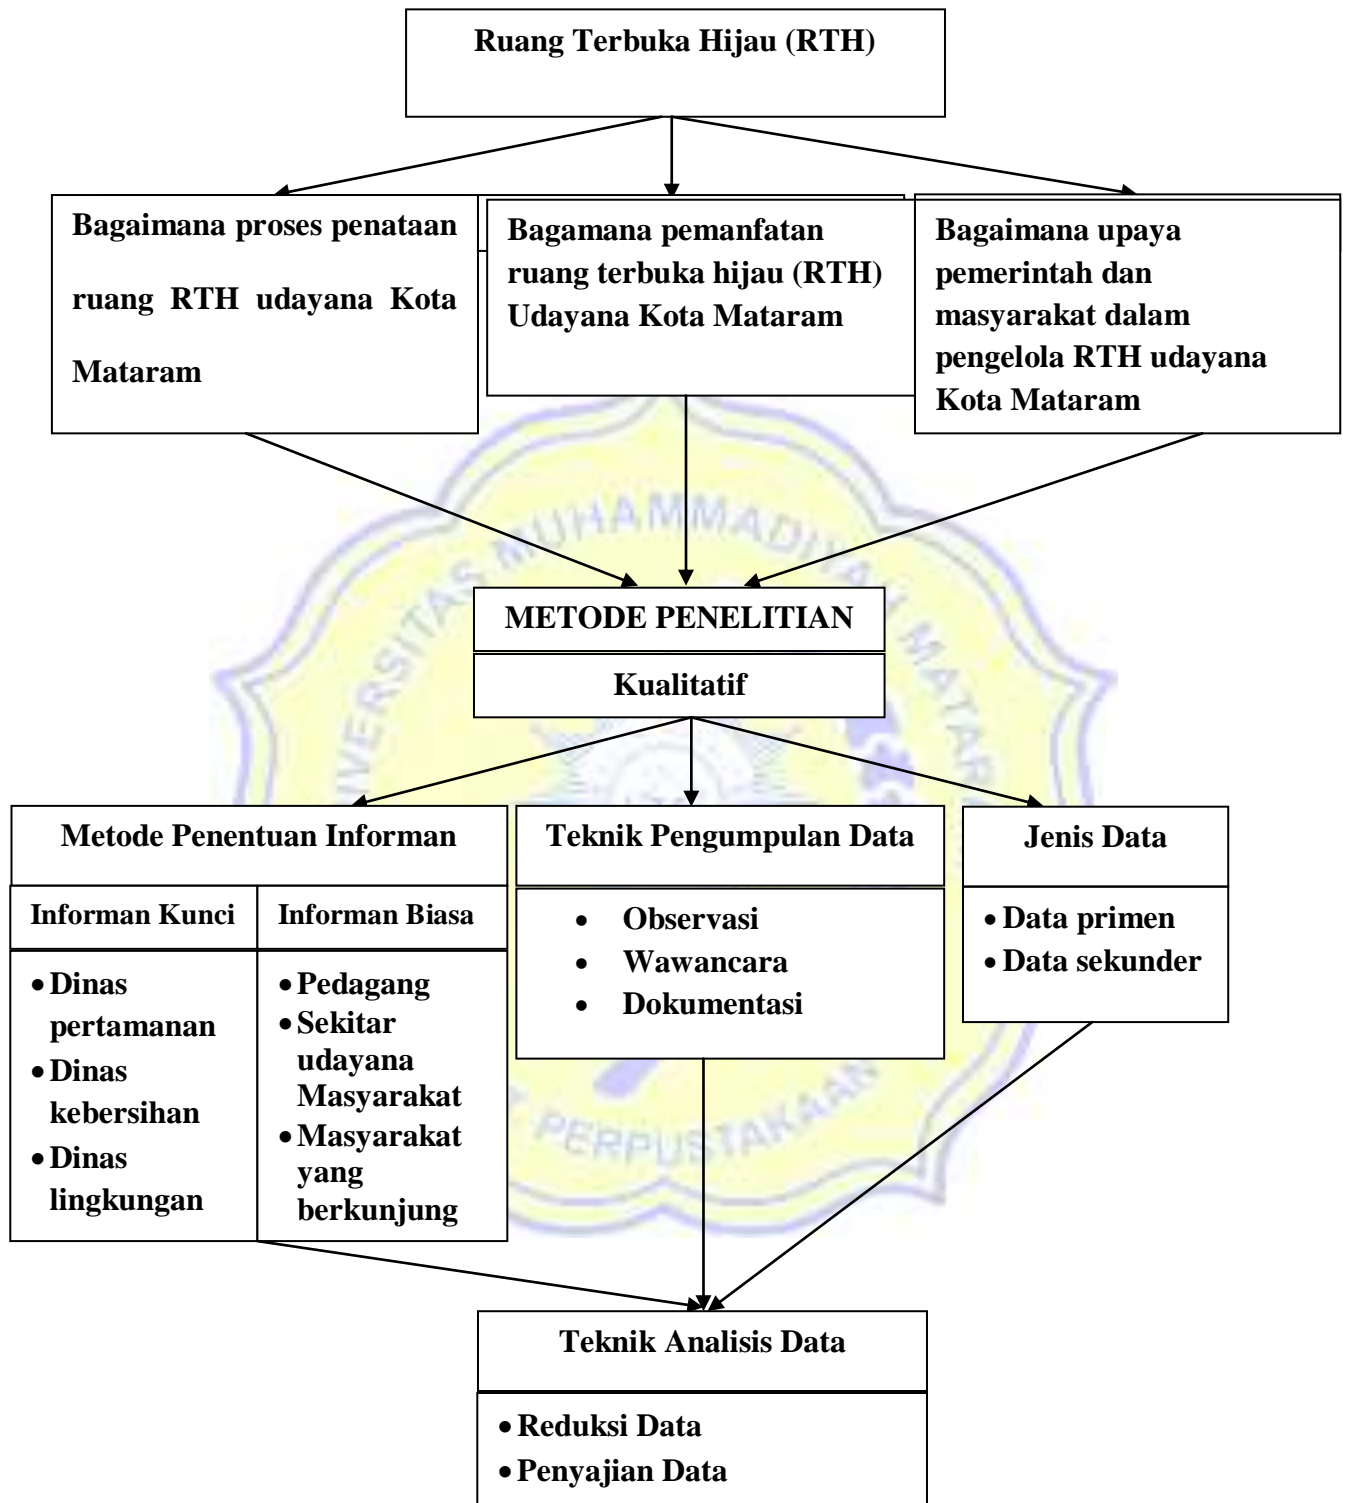 Ruang Terbuka Hijau (RTH)
Bagaimana proses penataan
ruang RTH udayana Kota
Mataram
Bagamana pemanfatan
ruang terbuka hijau (RTH)
Udayana Kota Mataram
Bagaimana upaya
pemerintah dan
masyarakat dalam
pengelola RTH udayana
Kota Mataram
METODE PENELITIAN
Kualitatif
Metode Penentuan Informan
Informan Kunci
• Dinas
pertamanan
• Dinas
kebersihan
• Dinas
lingkungan
Informan Biasa
• Pedagang
• Sekitar
udayana
Masyarakat
• Masyarakat
yang
berkunjung
Teknik Pengumpulan Data
• Observasi
• Wawancara
• Dokumentasi
Jenis Data
• Data primen
• Data sekunder
Teknik Analisis Data
• Reduksi Data
• Penyajian Data
MUHAMMADIYAH
PERPUSTAKAAN